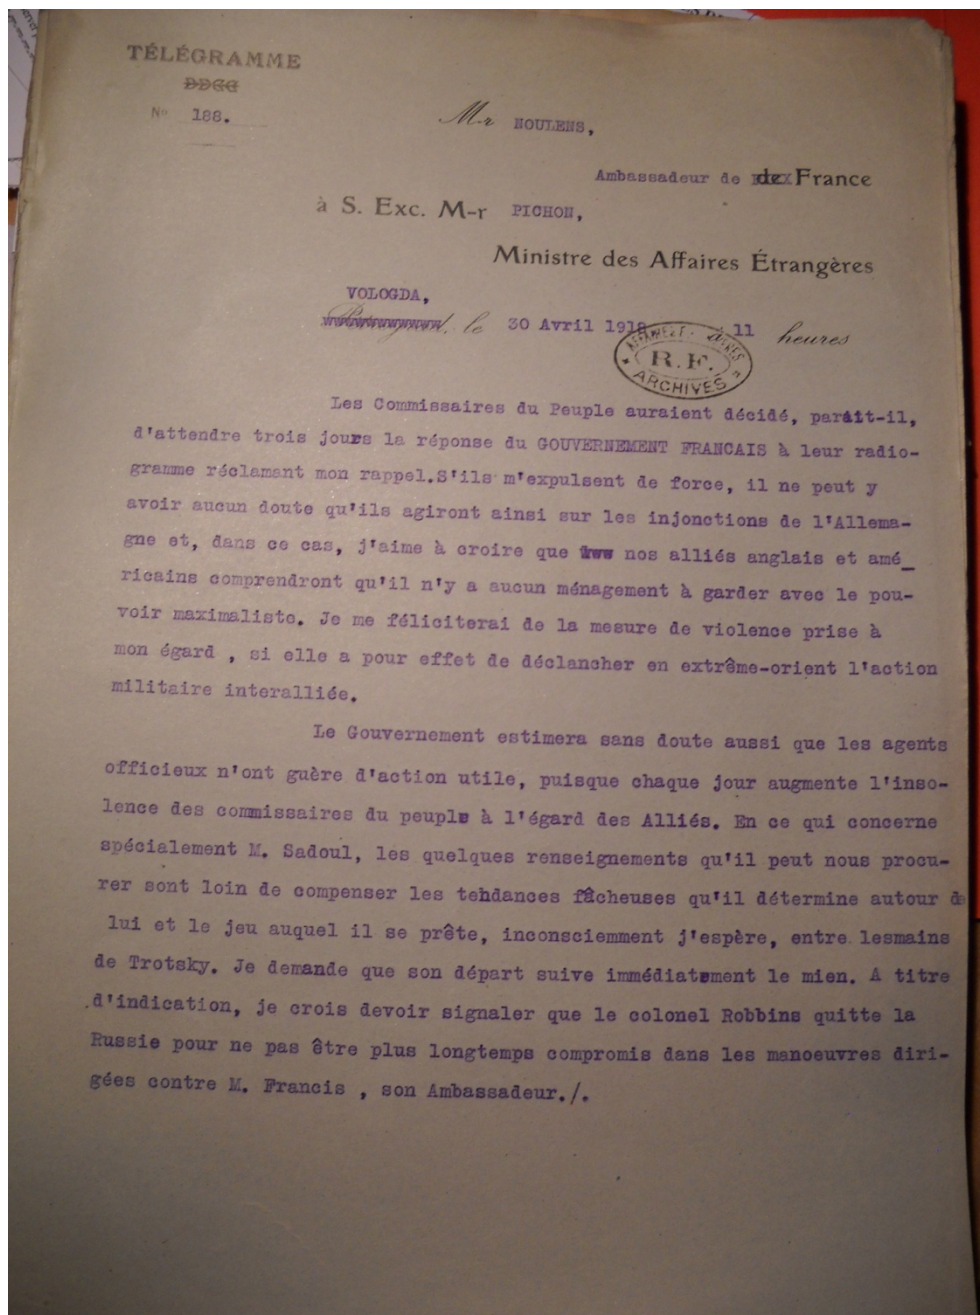 TÉLÉGRAMME
DDCC
No 188.
M-r NOULENS,
Ambassadeur de de France
à S. Exc. M-r PICHON,
Ministre des Affaires Étrangères
VOLOGDA,
le 30 Avril 1918 à 11 heures
AFFAIRES ETRANGERES
R.F.
ARCHIVES
Les Commissaires du Peuple auraient décidé, parait-il,
d'attendre trois jours la réponse du GOUVERNEMENT FRANCAIS à leur radio-
gramme réclamant mon rappel.S'ils m'expulsent de force, il ne peut y
avoir aucun doute qu'ils agiront ainsi sur les injonctions de l'Allema-
gne et, dans ce cas, j'aime à croire que nos alliés anglais et amé_
ricains comprendront qu'il n'y a aucun ménagement à garder avec le pou-
voir maximaliste. Je me féliciterai de la mesure de violence prise à
mon égard , si elle a pour effet de déclancher en extrême-orient l'action
militaire interalliée.
Le Gouvernement estimera sans doute aussi que les agents
officieux n'ont guère d'action utile, puisque chaque jour augmente l'inso-
lence des commissaires du peuple à l'égard des Alliés. En ce qui concerne
spécialement M. Sadoul, les quelques renseignements qu'il peut nous procu-
rer sont loin de compenser les tendances fâcheuses qu'il détermine autour de
lui et le jeu auquel il se prête, inconsciemment j'espère, entre lesmains
de Trotsky. Je demande que son départ suive immédiatement le mien. A titre
d'indication, je crois devoir signaler que le colonel Robbins quitte la
Russie pour ne pas être plus longtemps compromis dans les manoeuvres diri-
gées contre M. Francis , son Ambassadeur./.